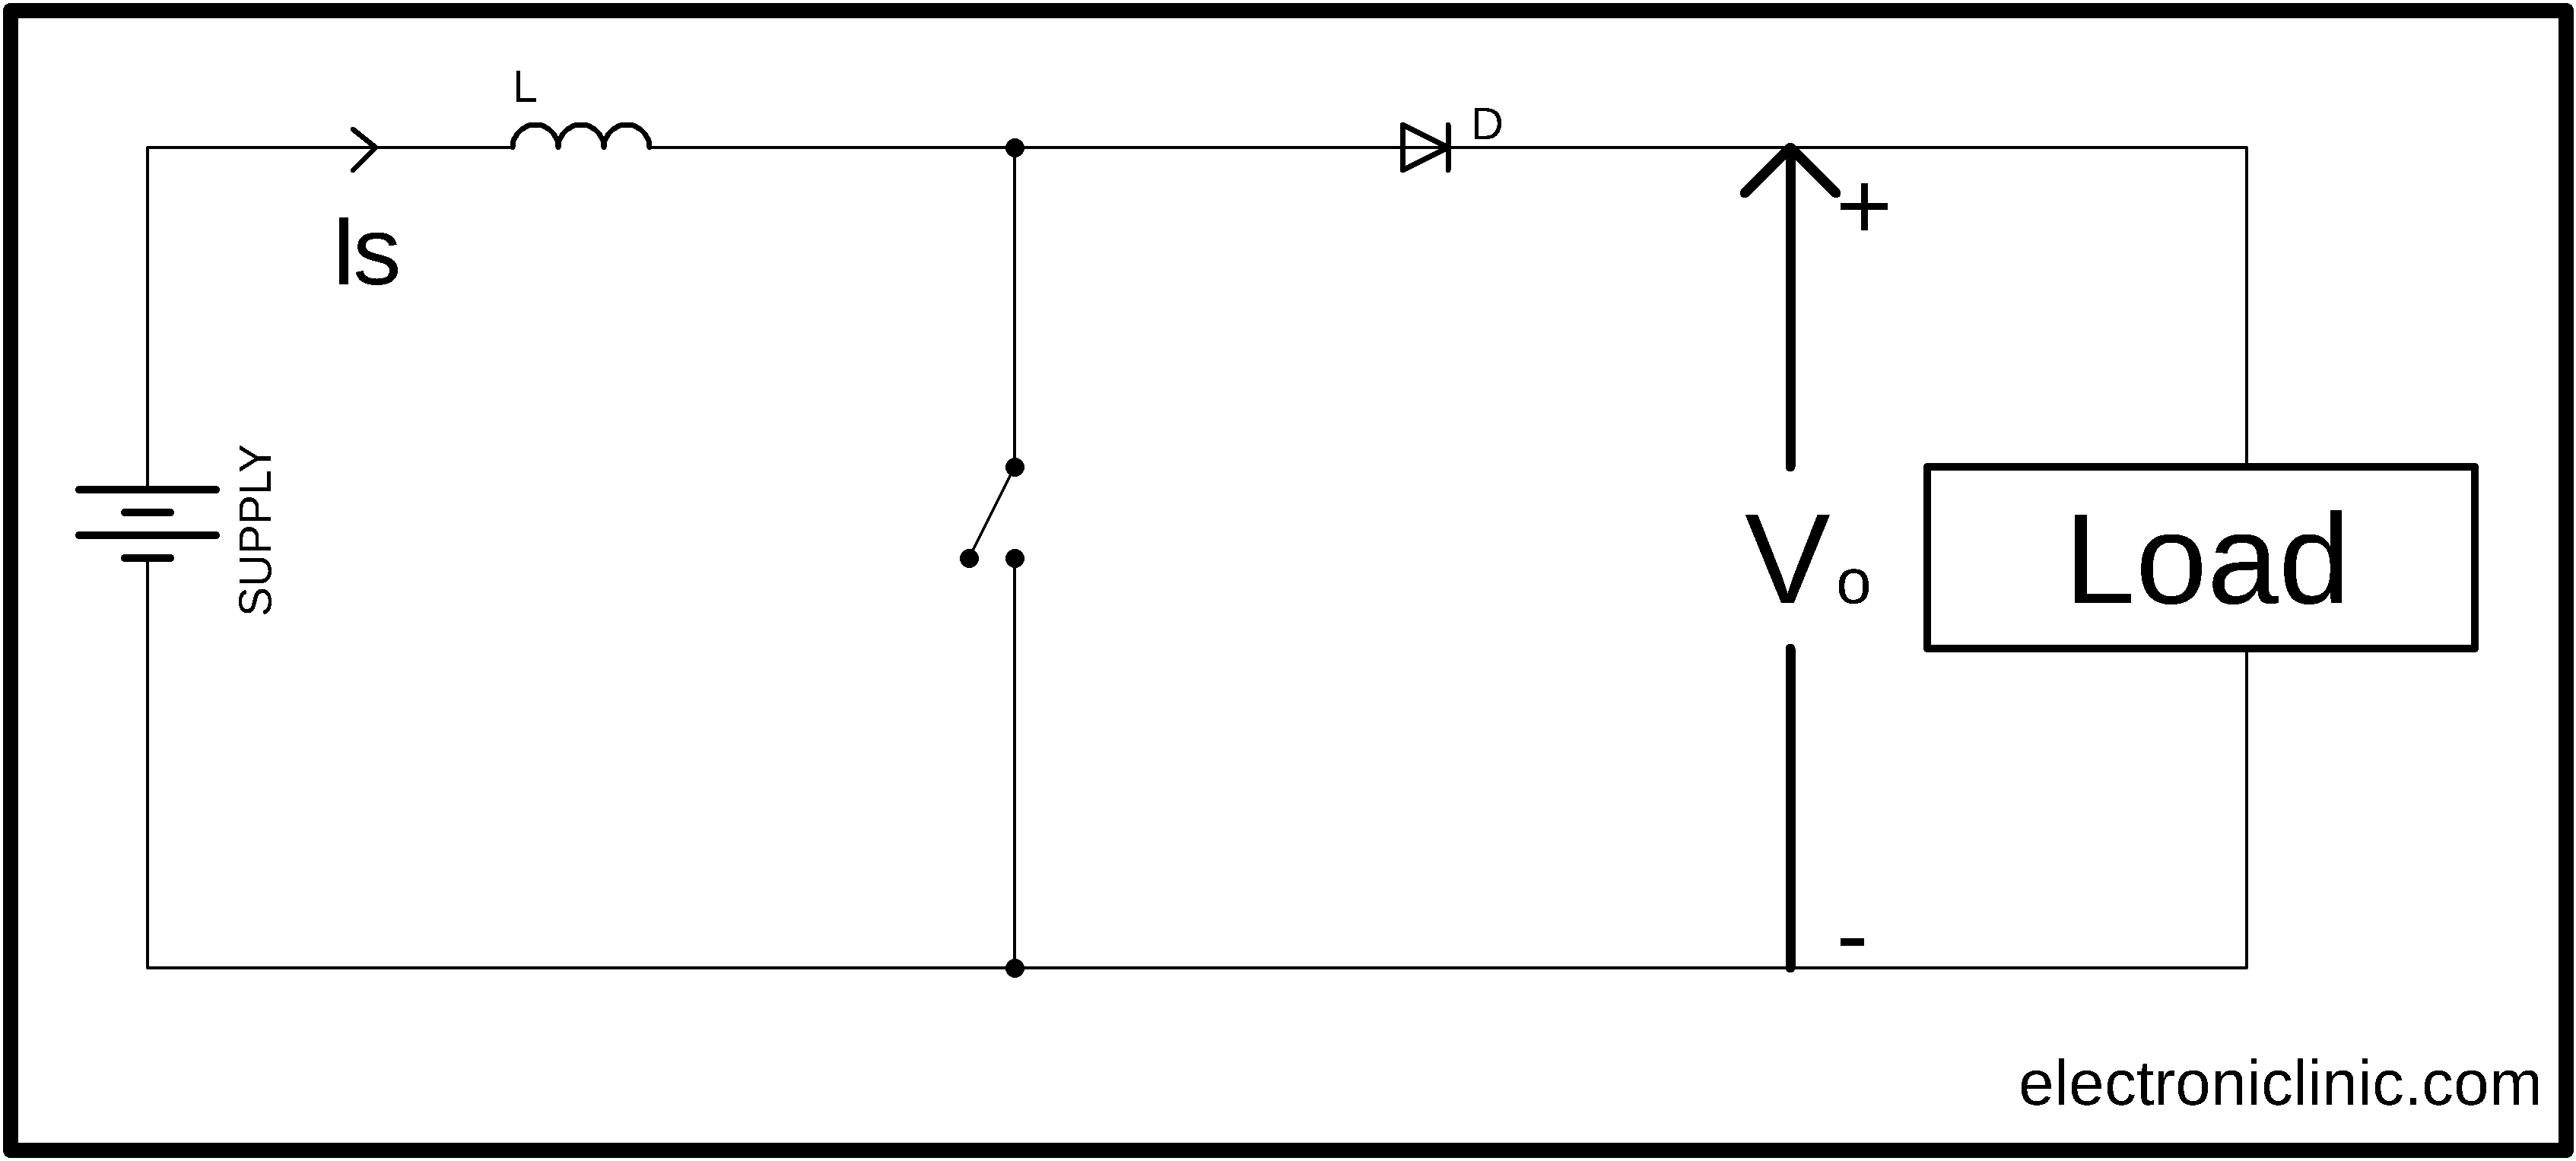 L
D
Is
+
SUPPLY
Vo
Load
-
electroniclinic.com